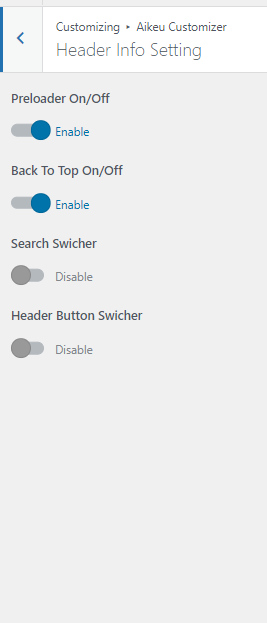 Customizing ▸ Aikeu Customizer
Header Info Setting
Preloader On/Off
Enable
Back To Top On/Off
Enable
Search Swicher
Disable
Header Button Swicher
Disable